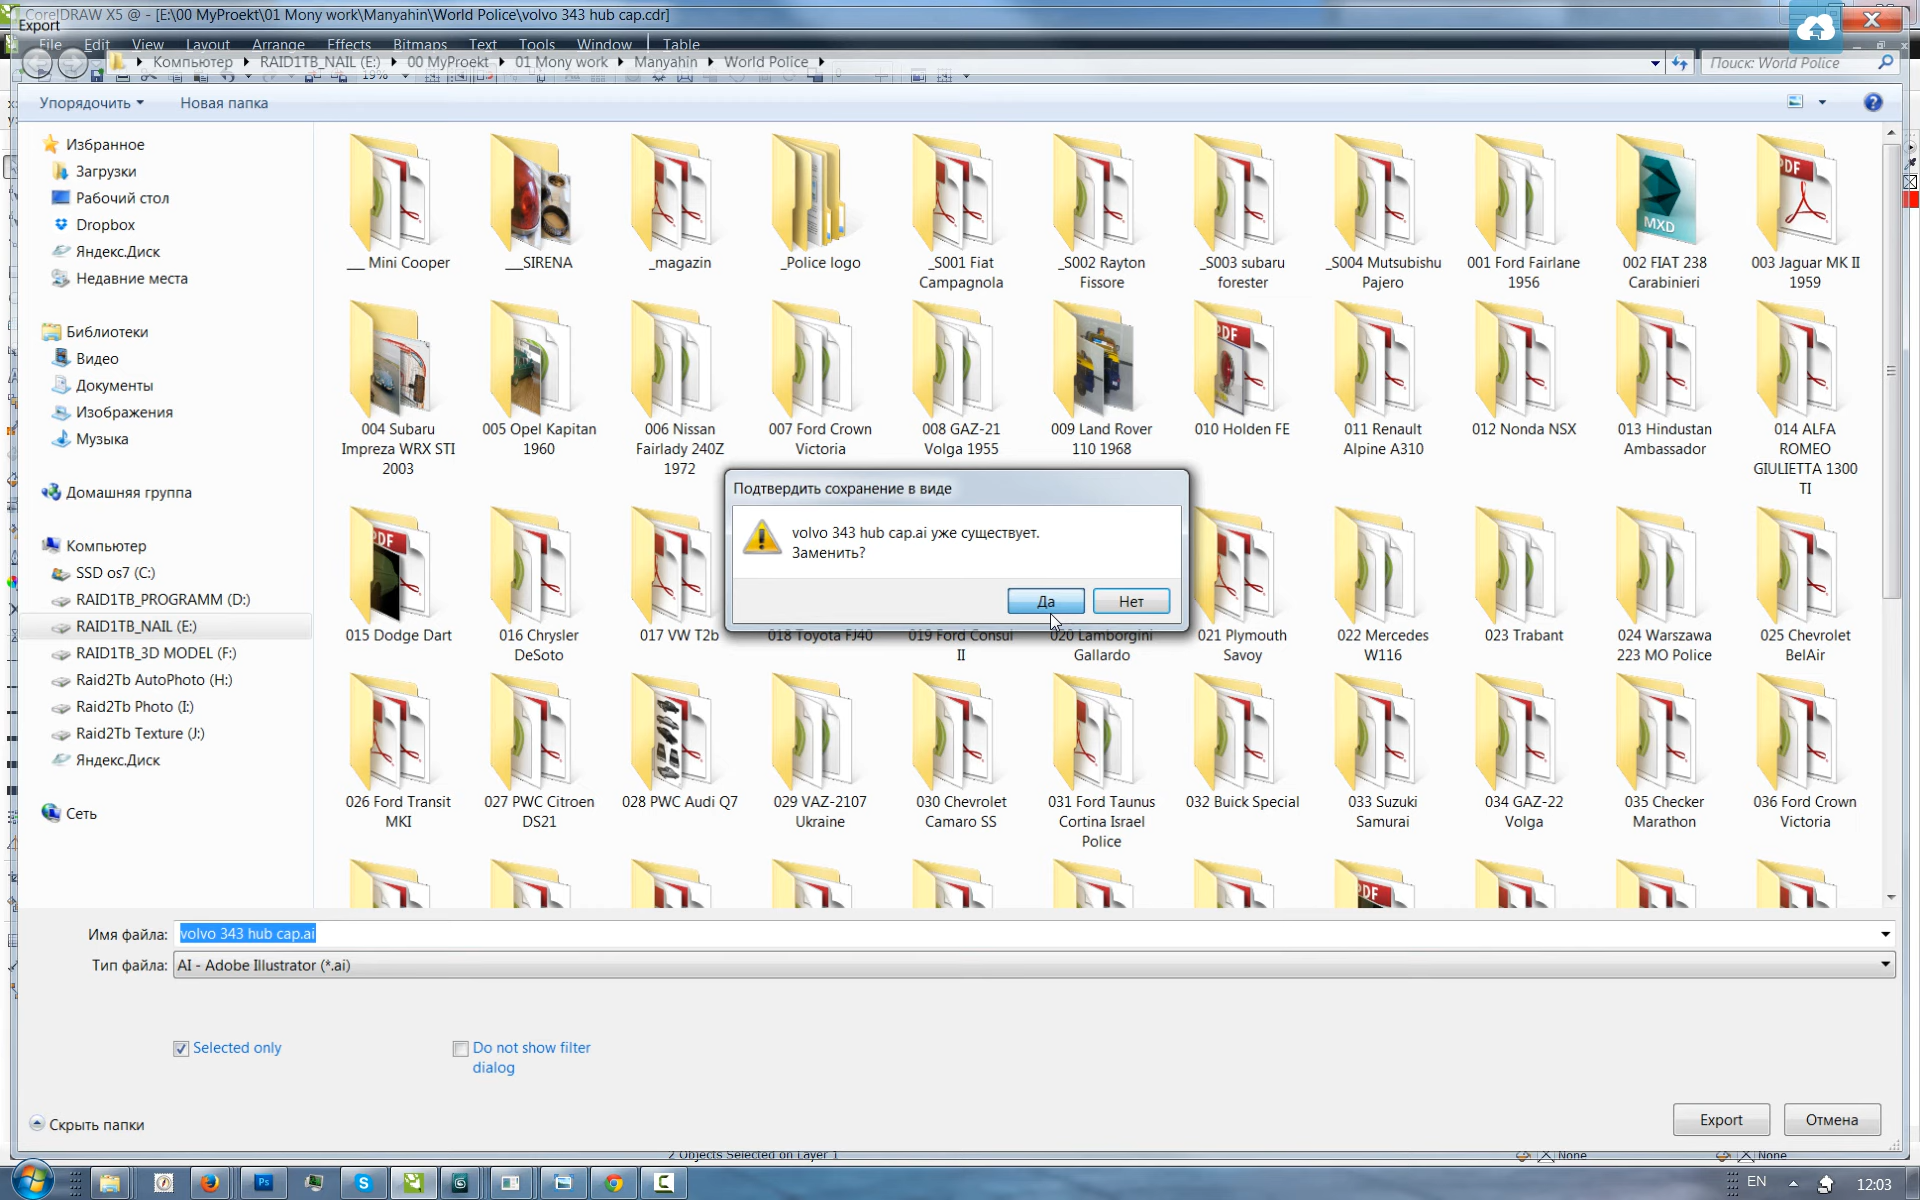 CorelDRAW X5 @ - [E:\00 MyProekt\01 Mony work\Manyahin\World Police\volvo 343 hub cap.cdr]
Export
File Edit View Layout Arrange Effects Bitmaps Text Tools Window Table
Компьютер RAID1TB_NAIL (E:) 00 MyProekt 01 Mony work Manyahin World Police
Поиск: World Police
19%
Упорядочить Новая папка
Избранное
Загрузки
Рабочий стол
Dropbox
Яндекс.Диск
Недавние места
Библиотеки
Видео
Документы
Изображения
Музыка
Домашняя группа
Компьютер
SSD os7 (C:)
RAID1TB_PROGRAMM (D:)
RAID1TB_NAIL (E:)
RAID1TB_3D MODEL (F:)
Raid2Tb AutoPhoto (H:)
Raid2Tb Photo (I:)
Raid2Tb Texture (J:)
Яндекс.Диск
Сеть
MXD
PDF
___ Mini Cooper
___SIRENA
_magazin
_Police logo
_S001 Fiat
Campagnola
_S002 Rayton
Fissore
_S003 subaru
forester
_S004 Mutsubishu
Pajero
001 Ford Fairlane
1956
002 FIAT 238
Carabinieri
003 Jaguar MK II
1959
PDF
004 Subaru
Impreza WRX STI
2003
005 Opel Kapitan
1960
006 Nissan
Fairlady 240Z
1972
007 Ford Crown
Victoria
008 GAZ-21
Volga 1955
009 Land Rover
110 1968
010 Holden FE
011 Renault
Alpine A310
012 Nonda NSX
013 Hindustan
Ambassador
014 ALFA
ROMEO
GIULIETTA 1300
TI
Подтвердить сохранение в виде
volvo 343 hub cap.ai уже существует.
Заменить?
Да Нет
PDF
015 Dodge Dart
016 Chrysler
DeSoto
017 VW T2b
018 Toyota FJ40
019 Ford Consul
II
020 Lamborgini
Gallardo
021 Plymouth
Savoy
022 Mercedes
W116
023 Trabant
024 Warszawa
223 MO Police
025 Chevrolet
BelAir
026 Ford Transit
MKI
027 PWC Citroen
DS21
028 PWC Audi Q7
029 VAZ-2107
Ukraine
030 Chevrolet
Camaro SS
031 Ford Taunus
Cortina Israel
Police
032 Buick Special
033 Suzuki
Samurai
034 GAZ-22
Volga
035 Checker
Marathon
036 Ford Crown
Victoria
PDF
Имя файла: volvo 343 hub cap.ai
Тип файла: AI - Adobe Illustrator (*.ai)
Selected only
Do not show filter
dialog
Скрыть папки
Export Отмена
2 Objects Selected on Layer 1
None None
Ps
EN 12:03